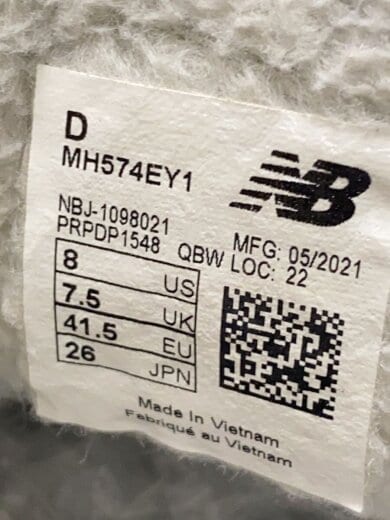 D
MH574EY1
NB
NBJ-1098021
PRPDP1548 QBW
MFG: 05/2021
LOC: 22
8 US
7.5 UK
41.5 EU
26 JPN
Made In Vietnam
Fabriqué au Vietnam